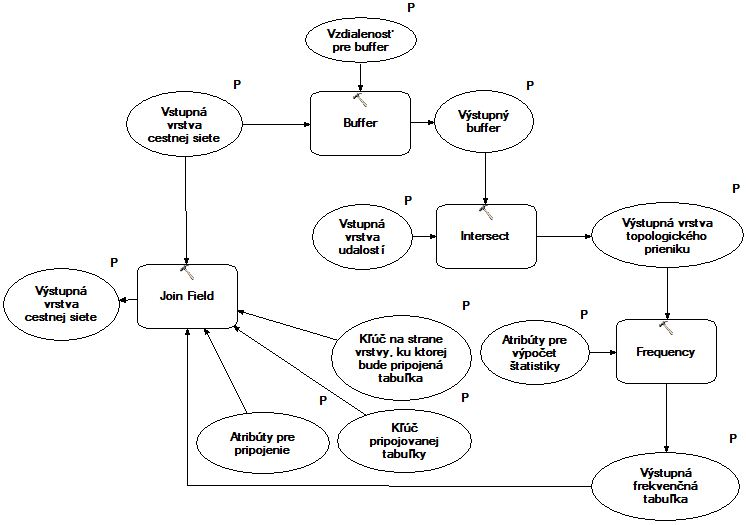 P
Vzdialenosť
pre buffer
P
Vstupná
vrstva
cestnej siete
Buffer
P
Výstupný
buffer
P
Vstupná
vrstva
udalostí
Intersect
P
Výstupná vrstva
topologického
prieniku
P
Výstupná
vrstva
cestnej siete
Join Field
P
Kľúč na strane
vrstvy, ku ktorej
bude pripojená
tabuľka
P
Atribúty pre
výpočet
štatistiky
Frequency
P
Atribúty pre
pripojenie
P
Kľúč
pripojovanej
tabuľky
P
Výstupná
frekvenčná
tabuľka